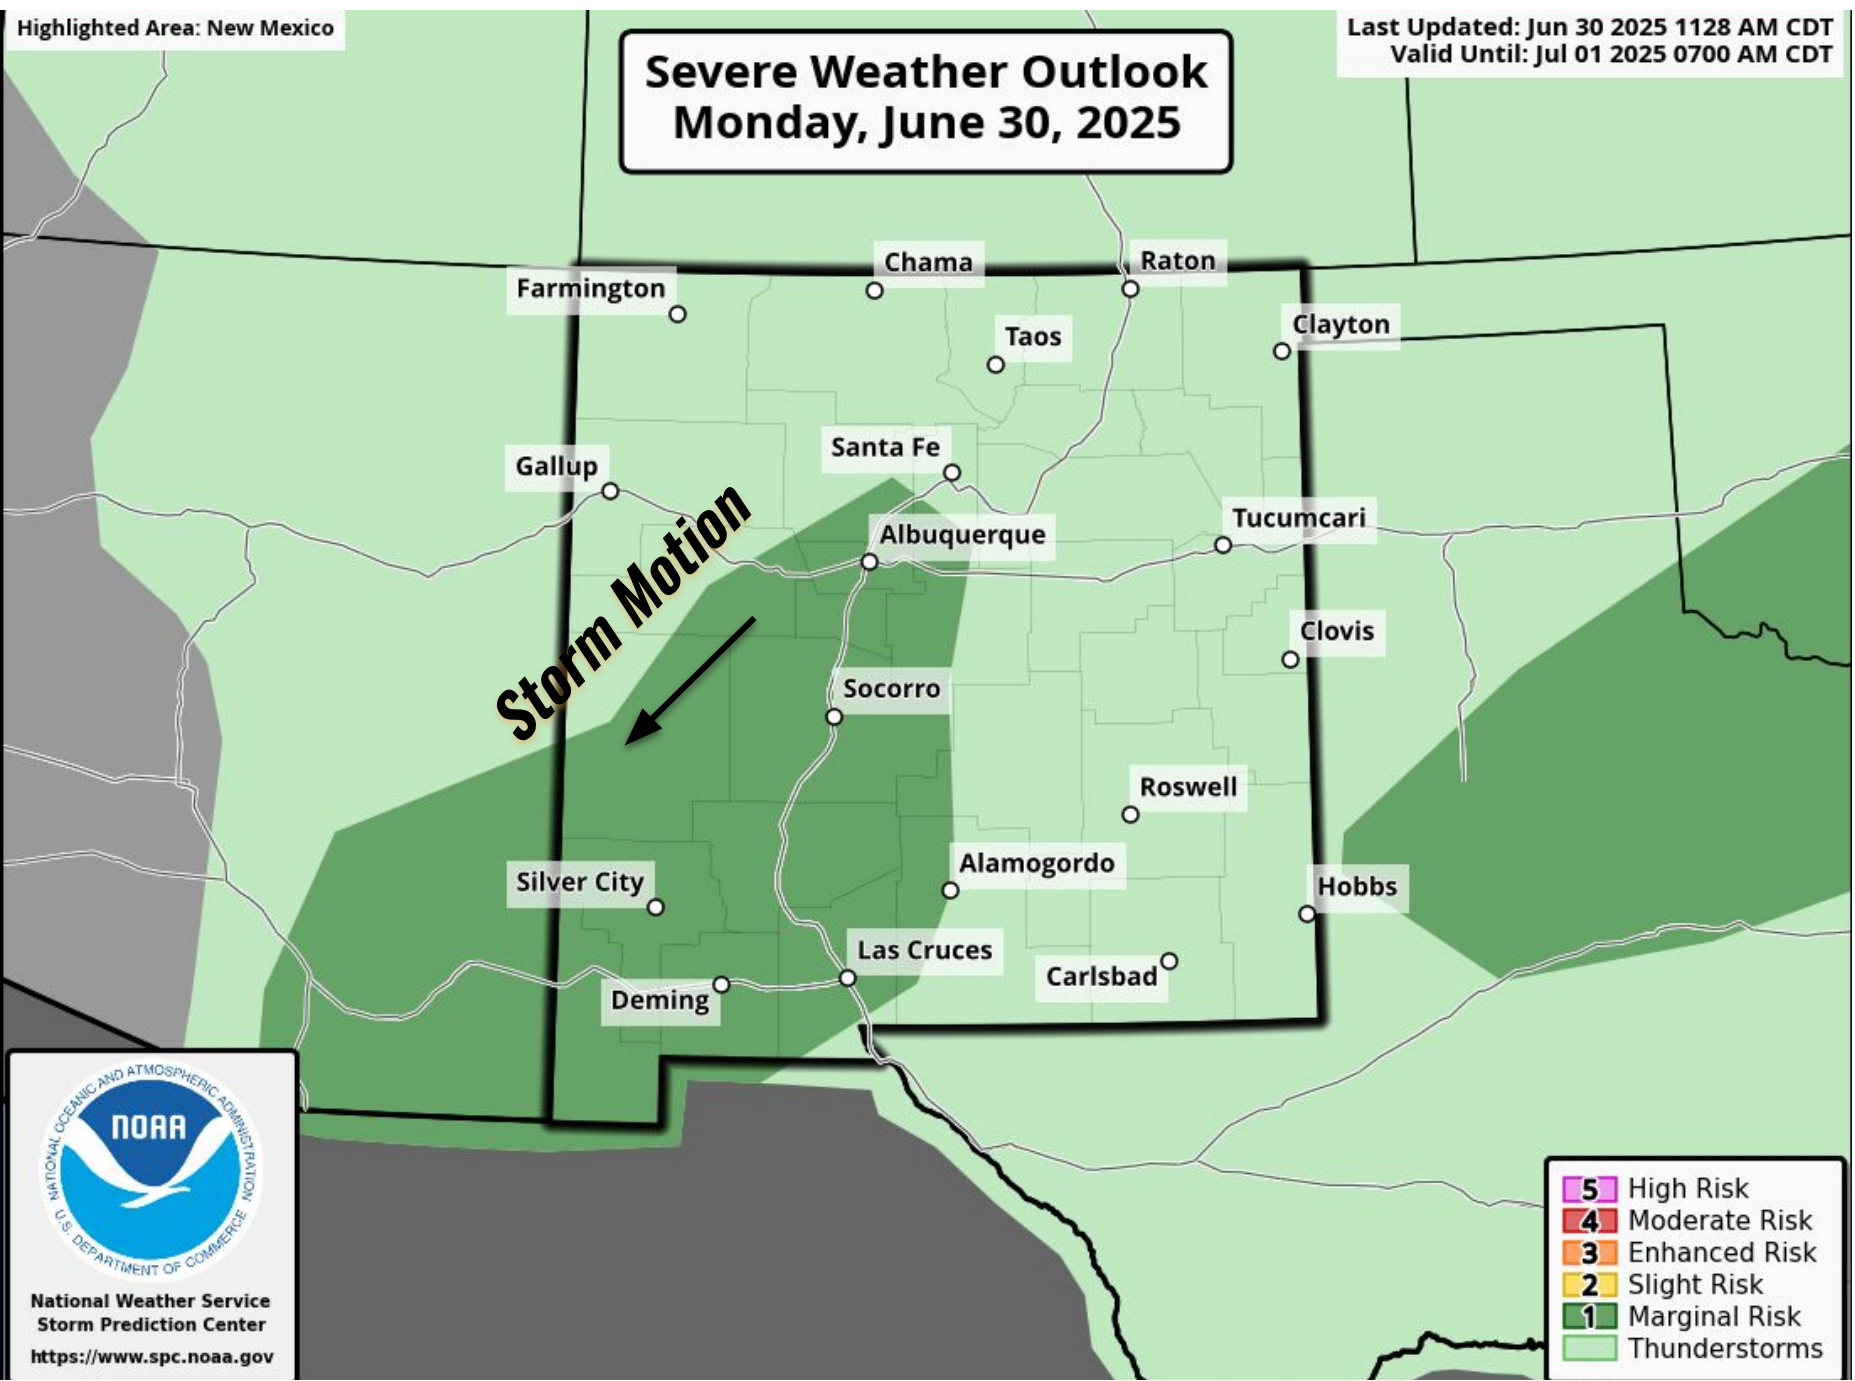 Highlighted Area: New Mexico
Last Updated: Jun 30 2025 1128 AM CDT
Valid Until: Jul 01 2025 0700 AM CDT
Severe Weather Outlook
Monday, June 30, 2025
Chama
Raton
Farmington
Clayton
Taos
Santa Fe
Gallup
Storm Motion
Tucumcari
Albuquerque
Clovis
Socorro
Roswell
Alamogordo
Silver City
Hobbs
Las Cruces
Carlsbad
Deming
NATIONAL OCEANIC AND ATMOSPHERIC ADMINISTRATION
NOAA
U.S. DEPARTMENT OF COMMERCE
National Weather Service
Storm Prediction Center
https://www.spc.noaa.gov
5 High Risk
4 Moderate Risk
3 Enhanced Risk
2 Slight Risk
1 Marginal Risk
Thunderstorms